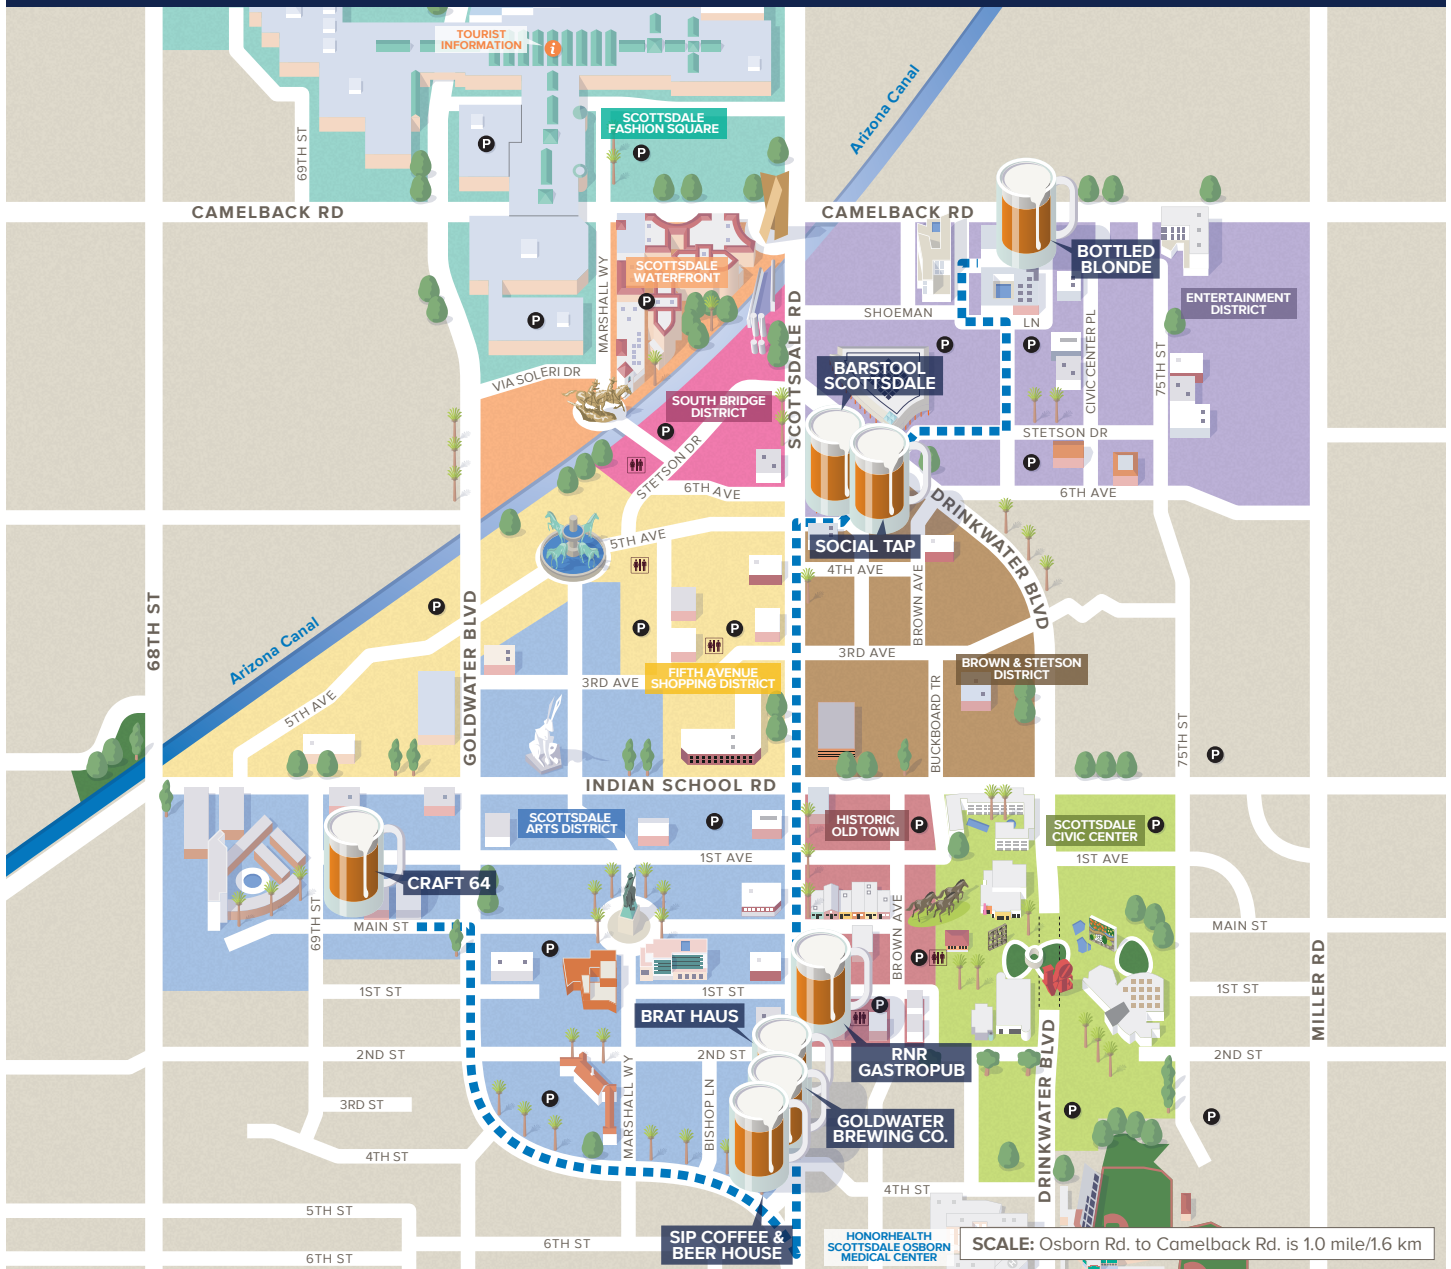 TOURIST
INFORMATION
i
Arizona Canal
SCOTTSDALE
FASHION SQUARE
P
P
69TH ST
CAMELBACK RD
CAMELBACK RD
BOTTLED
BLONDE
SCOTTSDALE
WATERFRONT
MARSHALL WY
P
P
ENTERTAINMENT
DISTRICT
SHOEMAN
LN
CIVIC CENTER PL
75TH ST
SCOTTSDALE RD
P
P
VIA SOLERI DR
BARSTOOL
SCOTTSDALE
SOUTH BRIDGE
DISTRICT
P
STETSON DR
STETSON DR
P
6TH AVE
6TH AVE
DRINKWATER BLVD
5TH AVE
SOCIAL TAP
4TH AVE
BROWN AVE
P
68TH ST
Arizona Canal
GOLDWATER BLVD
P
P
3RD AVE
3RD AVE
FIFTH AVENUE
SHOPPING DISTRICT
BROWN & STETSON
DISTRICT
BUCKBOARD TR
5TH AVE
75TH ST
P
INDIAN SCHOOL RD
SCOTTSDALE
ARTS DISTRICT
P
HISTORIC
OLD TOWN
P
SCOTTSDALE
CIVIC CENTER
P
1ST AVE
1ST AVE
CRAFT 64
69TH ST
MAIN ST
MAIN ST
BROWN AVE
P
P
MILLER RD
1ST ST
1ST ST
1ST ST
P
BRAT HAUS
2ND ST
2ND ST
2ND ST
RNR
GASTROPUB
DRINKWATER BLVD
MARSHALL WY
BISHOP LN
3RD ST
P
P
P
GOLDWATER
BREWING CO.
4TH ST
4TH ST
5TH ST
6TH ST
6TH ST
SIP COFFEE &
BEER HOUSE
HONORHEALTH
SCOTTSDALE OSBORN
MEDICAL CENTER
SCALE: Osborn Rd. to Camelback Rd. is 1.0 mile/1.6 km